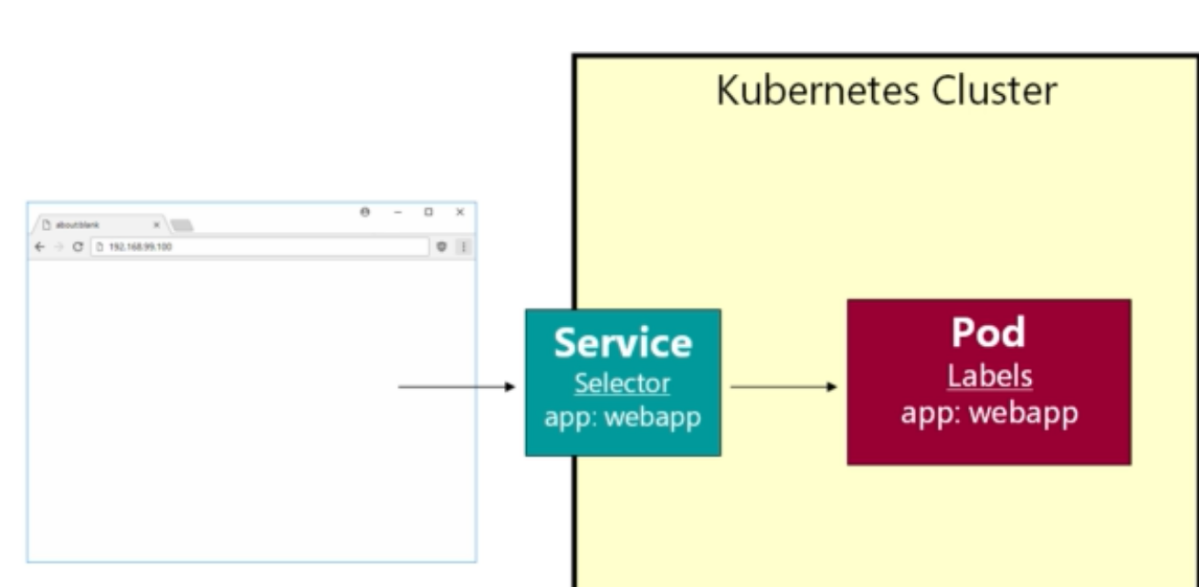 Kubernetes Cluster
about:blank
192.168.99.100
Service
Selector
app: webapp
Pod
Labels
app: webapp